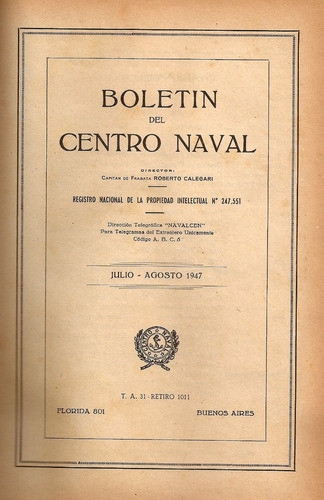 BOLETIN
DEL
CENTRO NAVAL
DIRECTOR:
CAPITAN DE FRAGATA ROBERTO CALEGARI
REGISTRO NACIONAL DE LA PROPIEDAD INTELECTUAL N° 247.551
Dirección Telegráfica "NAVALCEN"
Para Telegramas del Extranjero Unicamente
Código A. B. C. 6
JULIO - AGOSTO 1947
CENTRO NAVAL
T. A. 31 - RETIRO 1011
FLORIDA 801
BUENOS AIRES